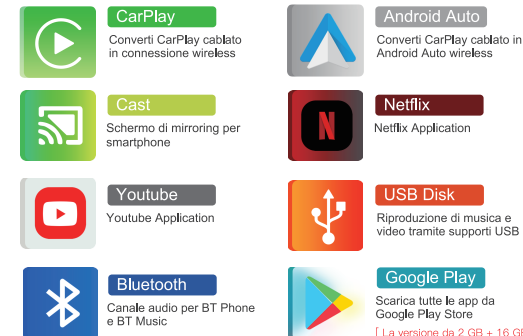 CarPlay
Converti CarPlay cablato
in connessione wireless
Android Auto
Converti CarPlay cablato in
Android Auto wireless
Cast
Schermo di mirroring per
smartphone
Netflix
N
Netflix Application
Youtube
Youtube Application
USB Disk
Riproduzione di musica e
video tramite supporti USB
Bluetooth
Canale audio per BT Phone
e BT Music
Google Play
Scarica tutte le app da
Google Play Store
[ La versione da 2 GB + 16 GB